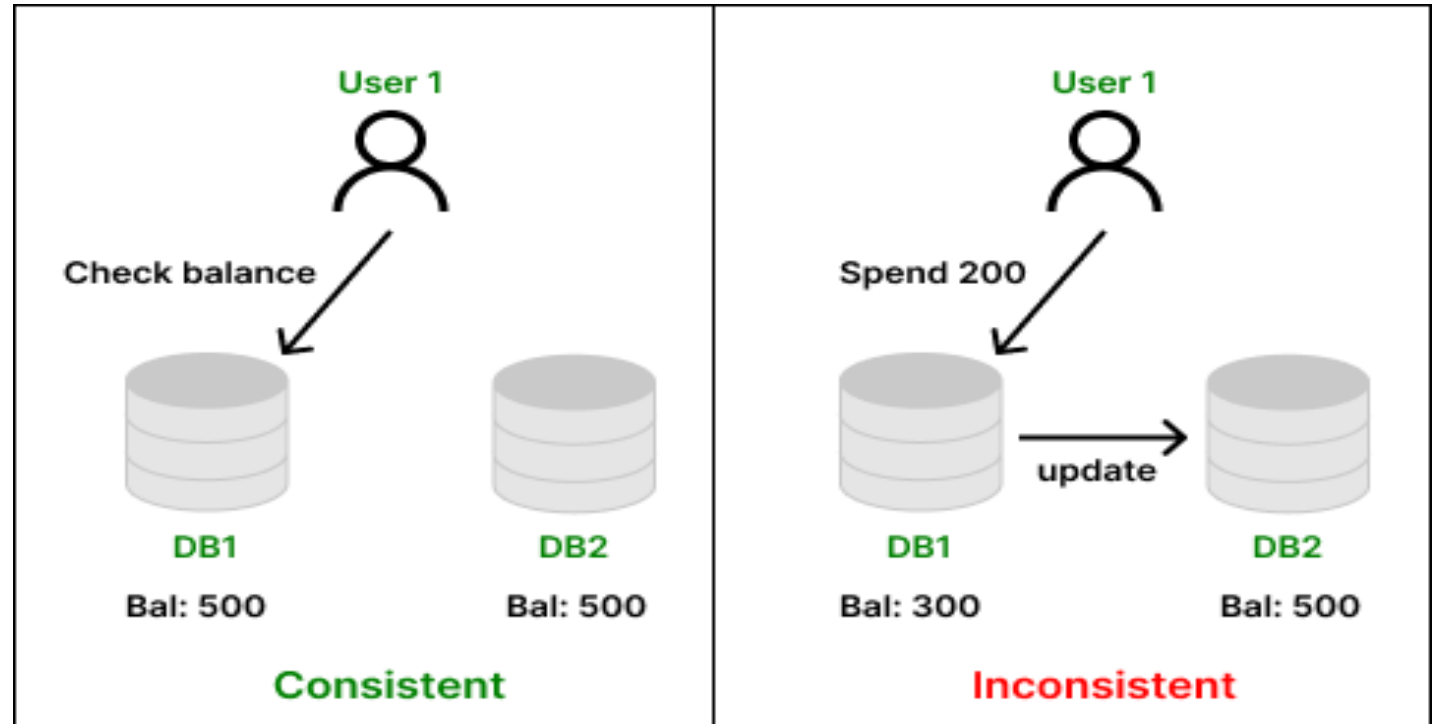 User 1
Check balance
DB1
DB2
Bal: 500
Bal: 500
Consistent
User 1
Spend 200
update
DB1
DB2
Bal: 300
Bal: 500
Inconsistent